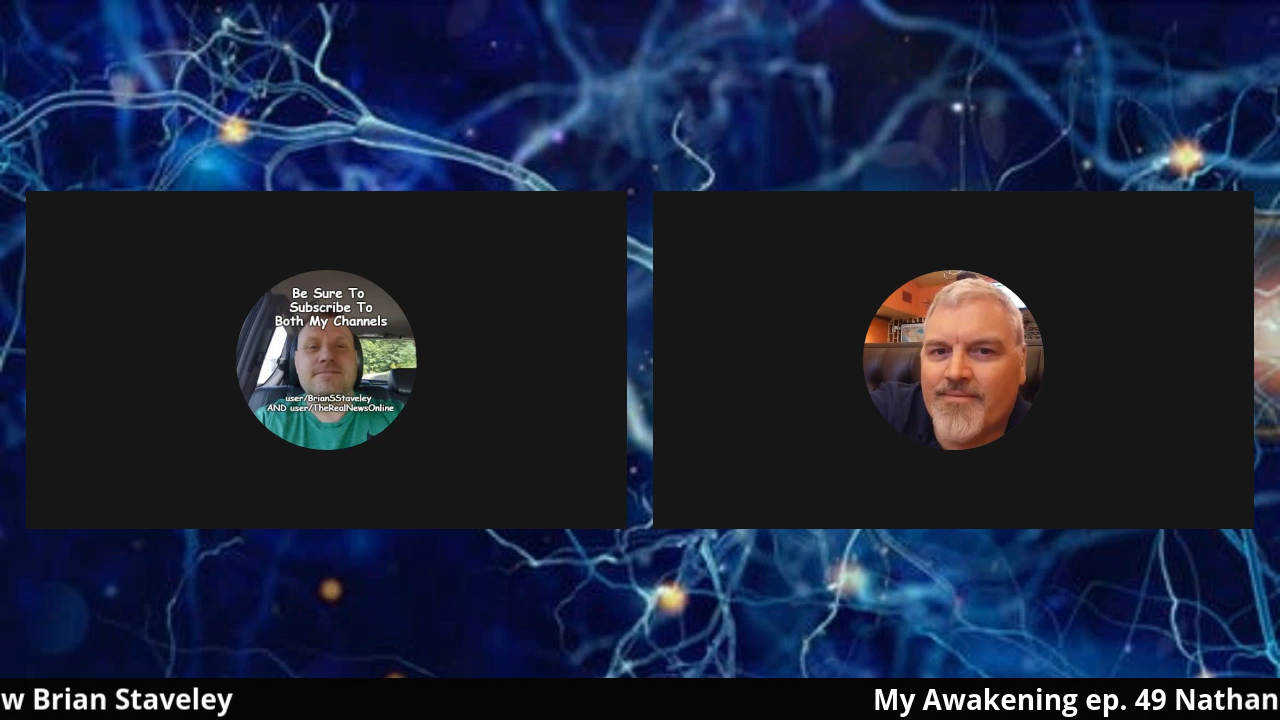 Be Sure To
Subscribe To
Both My Channels
user/BrianSStaveley
AND user/TheRealNewsOnline
w Brian Staveley
My Awakening ep. 49 Nathan